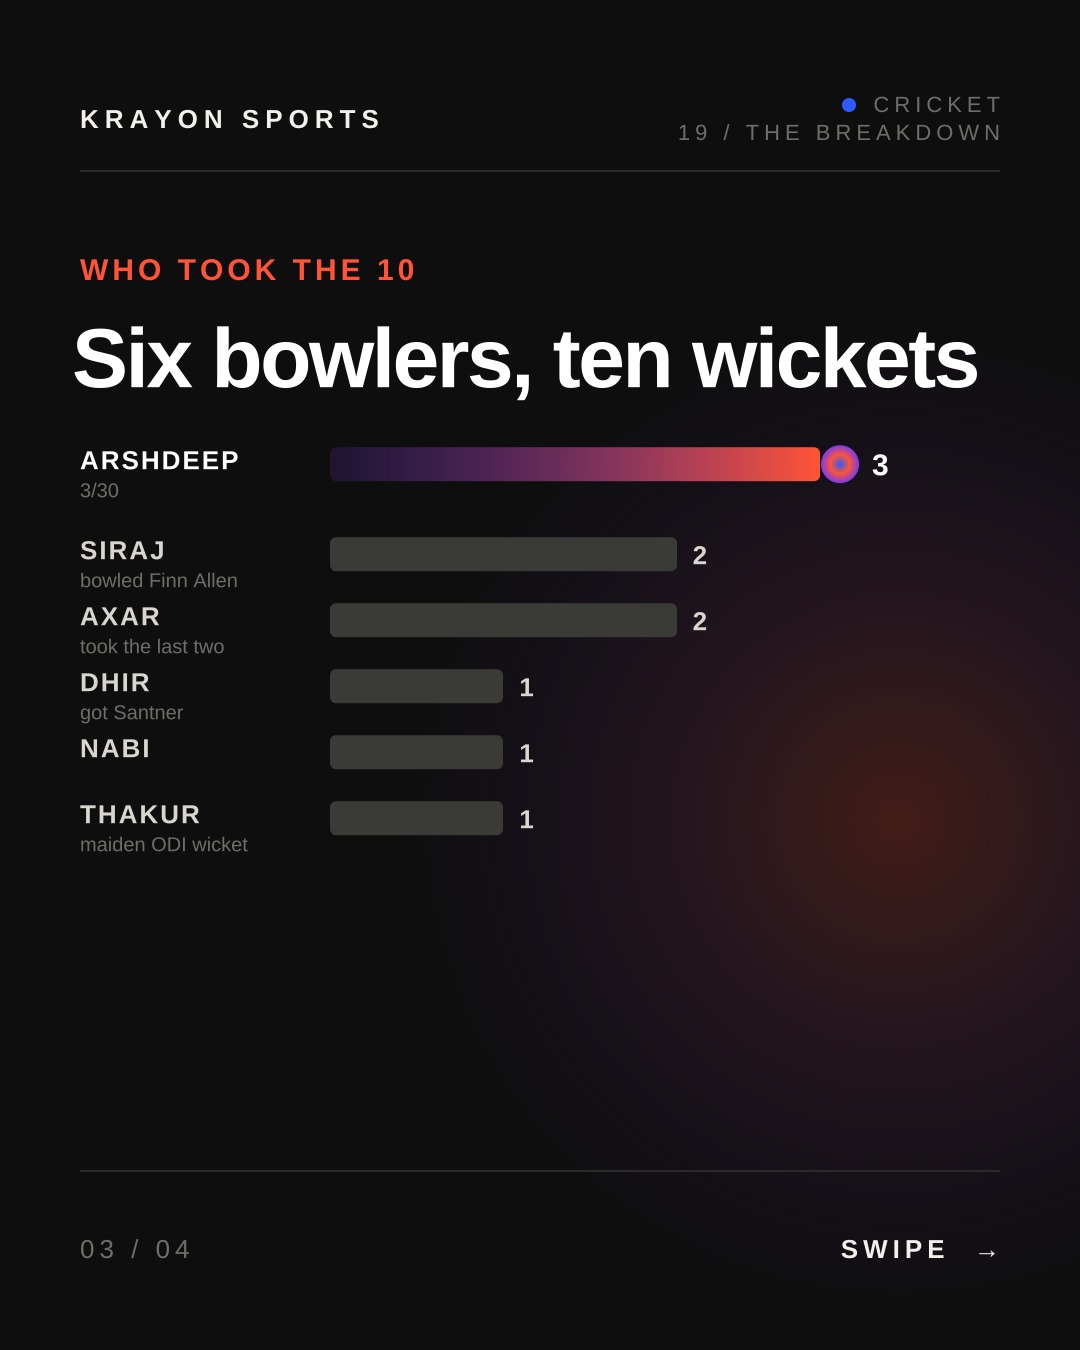 KRAYON SPORTS
CRICKET
19 / THE BREAKDOWN
WHO TOOK THE 10
Six bowlers, ten wickets
ARSHDEEP
3
3/30
SIRAJ
2
bowled Finn Allen
AXAR
2
took the last two
DHIR
1
got Santner
NABI
1
THAKUR
1
maiden ODI wicket
03 / 04
SWIPE →